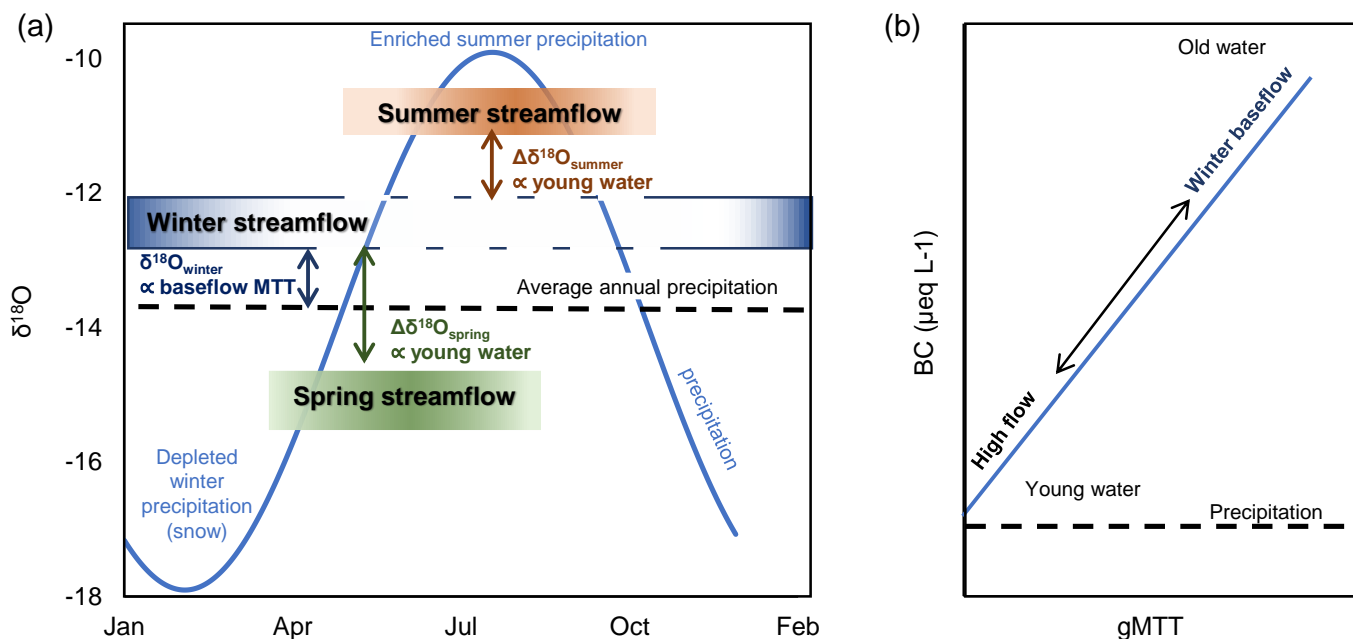 (a)
Enriched summer precipitation
-10
Summer streamflow
Δδ¹⁸Osummer
∝ young water
-12
Winter streamflow
δ¹⁸Owinter
∝ baseflow MTT
Average annual precipitation
δ¹⁸O
-14
Δδ¹⁸Ospring
∝ young water
Spring streamflow
precipitation
-16
Depleted
winter
precipitation
(snow)
-18
Jan
Apr
Jul
Oct
Feb
(b)
Old water
Winter baseflow
BC (µeq L-1)
High flow
Young water
Precipitation
gMTT